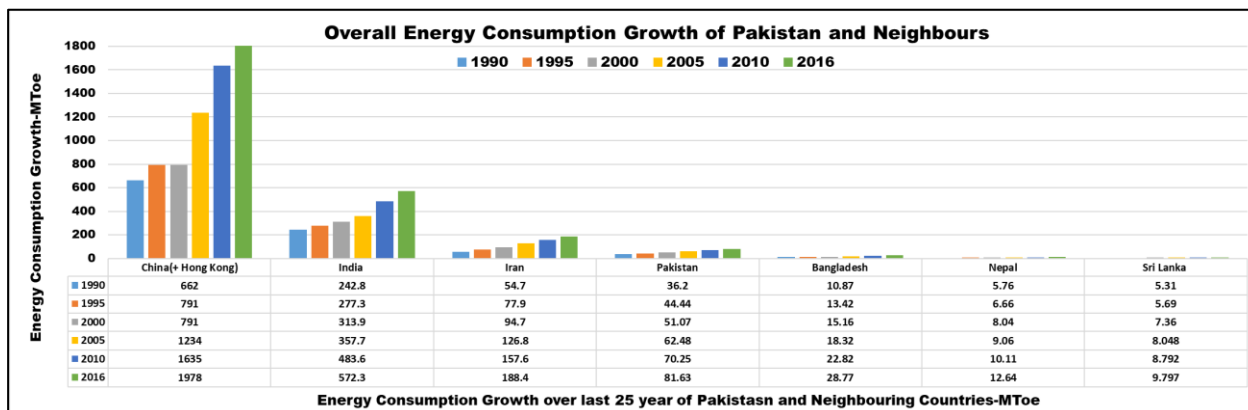 Overall Energy Consumption Growth of Pakistan and Neighbours
1990 1995 2000 2005 2010 2016
Energy Consumption Growth-MToe
1800
1600
1400
1200
1000
800
600
400
200
0
China(+ Hong Kong) India Iran Pakistan Bangladesh Nepal Sri Lanka
1990 662 242.8 54.7 36.2 10.87 5.76 5.31
1995 791 277.3 77.9 44.44 13.42 6.66 5.69
2000 791 313.9 94.7 51.07 15.16 8.04 7.36
2005 1234 357.7 126.8 62.48 18.32 9.06 8.048
2010 1635 483.6 157.6 70.25 22.82 10.11 8.792
2016 1978 572.3 188.4 81.63 28.77 12.64 9.797
Energy Consumption Growth over last 25 year of Pakistasn and Neighbouring Countries-MToe